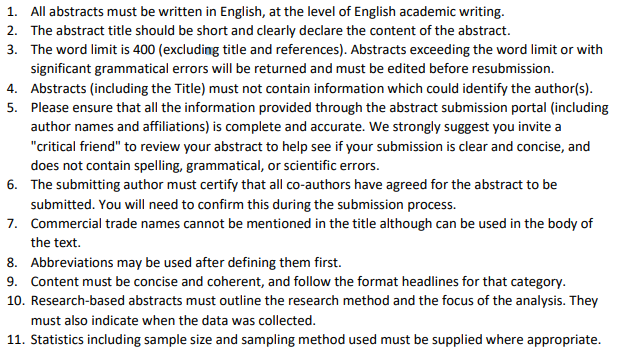 1. All abstracts must be written in English, at the level of English academic writing.
2. The abstract title should be short and clearly declare the content of the abstract.
3. The word limit is 400 (excluding title and references). Abstracts exceeding the word limit or with
significant grammatical errors will be returned and must be edited before resubmission.
4. Abstracts (including the Title) must not contain information which could identify the author(s).
5. Please ensure that all the information provided through the abstract submission portal (including
author names and affiliations) is complete and accurate. We strongly suggest you invite a
"critical friend" to review your abstract to help see if your submission is clear and concise, and
does not contain spelling, grammatical, or scientific errors.
6. The submitting author must certify that all co-authors have agreed for the abstract to be
submitted. You will need to confirm this during the submission process.
7. Commercial trade names cannot be mentioned in the title although can be used in the body of
the text.
8. Abbreviations may be used after defining them first.
9. Content must be concise and coherent, and follow the format headlines for that category.
10. Research-based abstracts must outline the research method and the focus of the analysis. They
must also indicate when the data was collected.
11. Statistics including sample size and sampling method used must be supplied where appropriate.